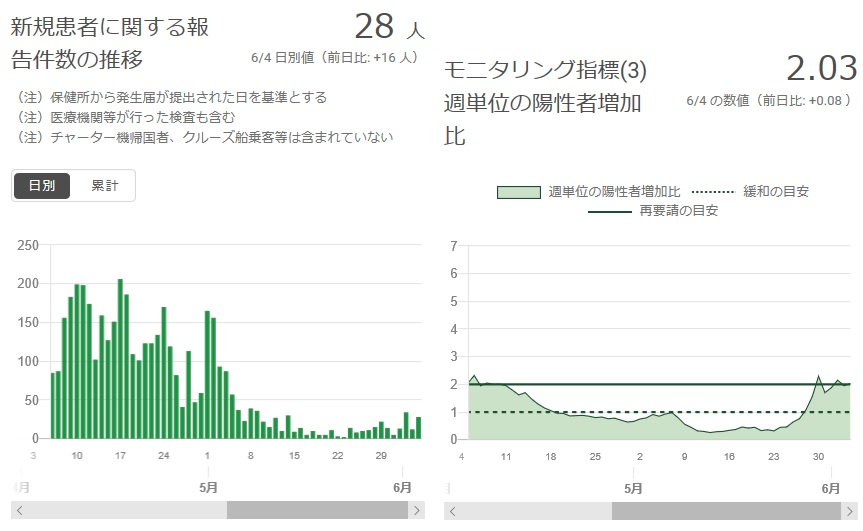 新規患者に関する報
告件数の推移
28 人
6/4 日別値（前日比: +16 人）
（注）保健所から発生届が提出された日を基準とする
（注）医療機関等が行った検査も含む
（注）チャーター機帰国者、クルーズ船乗客等は含まれていない
日別 累計
250
200
150
100
50
0
3 10 17 24 1 8 15 22 29
4月 5月 6月
モニタリング指標(3)
週単位の陽性者増加
比
2.03
6/4 の数値（前日比: +0.08 ）
週単位の陽性者増加比 緩和の目安
再要請の目安
7
6
5
4
3
2
1
0
4 11 18 25 2 9 16 23 30
5月 6月